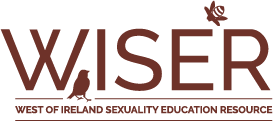 WISER
WEST OF IRELAND SEXUALITY EDUCATION RESOURCE